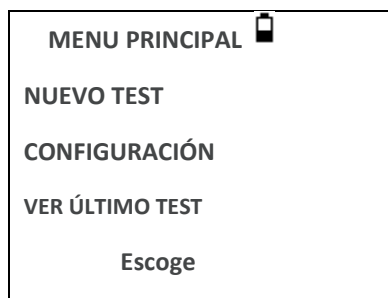 MENU PRINCIPAL
NUEVO TEST
CONFIGURACIÓN
VER ÚLTIMO TEST
Escoge